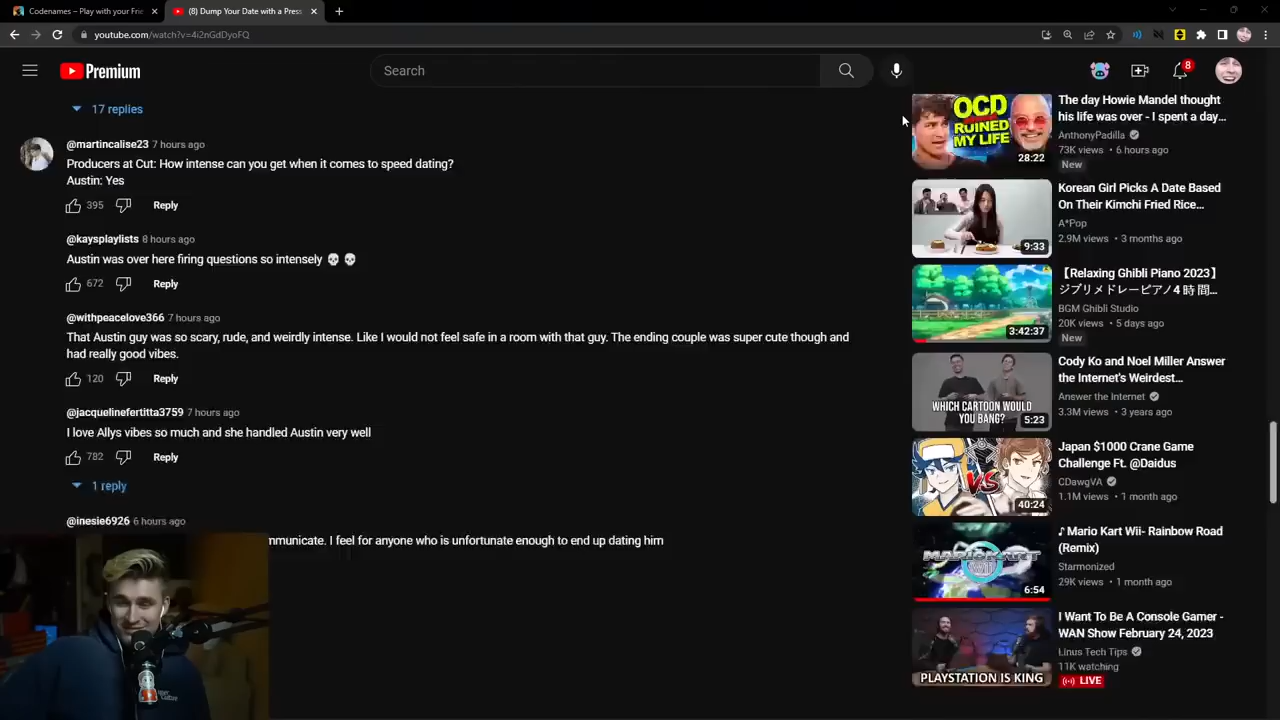 Codenames – Play with your Frie
(8) Dump Your Date with a Press
youtube.com/watch?v=4i2nGdDyoFQ
Premium
Search
8
17 replies
@martincalise23 7 hours ago
Producers at Cut: How intense can you get when it comes to speed dating?
Austin: Yes
395 Reply
@kaysplaylists 8 hours ago
Austin was over here firing questions so intensely 💀 💀
672 Reply
@withpeacelove366 7 hours ago
That Austin guy was so scary, rude, and weirdly intense. Like I would not feel safe in a room with that guy. The ending couple was super cute though and
had really good vibes.
120 Reply
@jacquelinefertitta3759 7 hours ago
I love Allys vibes so much and she handled Austin very well
782 Reply
1 reply
@inesie6926 6 hours ago
mmunicate. I feel for anyone who is unfortunate enough to end up dating him
OCD
RUINED
MY LIFE
28:22
The day Howie Mandel thought
his life was over - I spent a day...
AnthonyPadilla
73K views • 6 hours ago
New
9:33
Korean Girl Picks A Date Based
On Their Kimchi Fried Rice...
A*Pop
2.9M views • 3 months ago
3:42:37
【Relaxing Ghibli Piano 2023】
ジブリメドレーピアノ4 時 間...
BGM Ghibli Studio
20K views • 5 days ago
New
WHICH CARTOON WOULD
YOU BANG?
5:23
Cody Ko and Noel Miller Answer
the Internet's Weirdest...
Answer the Internet
3.3M views • 3 years ago
VS
40:24
Japan $1000 Crane Game
Challenge Ft. @Daidus
CDawgVA
1.1M views • 1 month ago
MARIOKART
Wii
6:54
♪ Mario Kart Wii- Rainbow Road
(Remix)
Starmonized
29K views • 1 month ago
PLAYSTATION IS KING
I Want To Be A Console Gamer -
WAN Show February 24, 2023
Linus Tech Tips
11K watching
LIVE